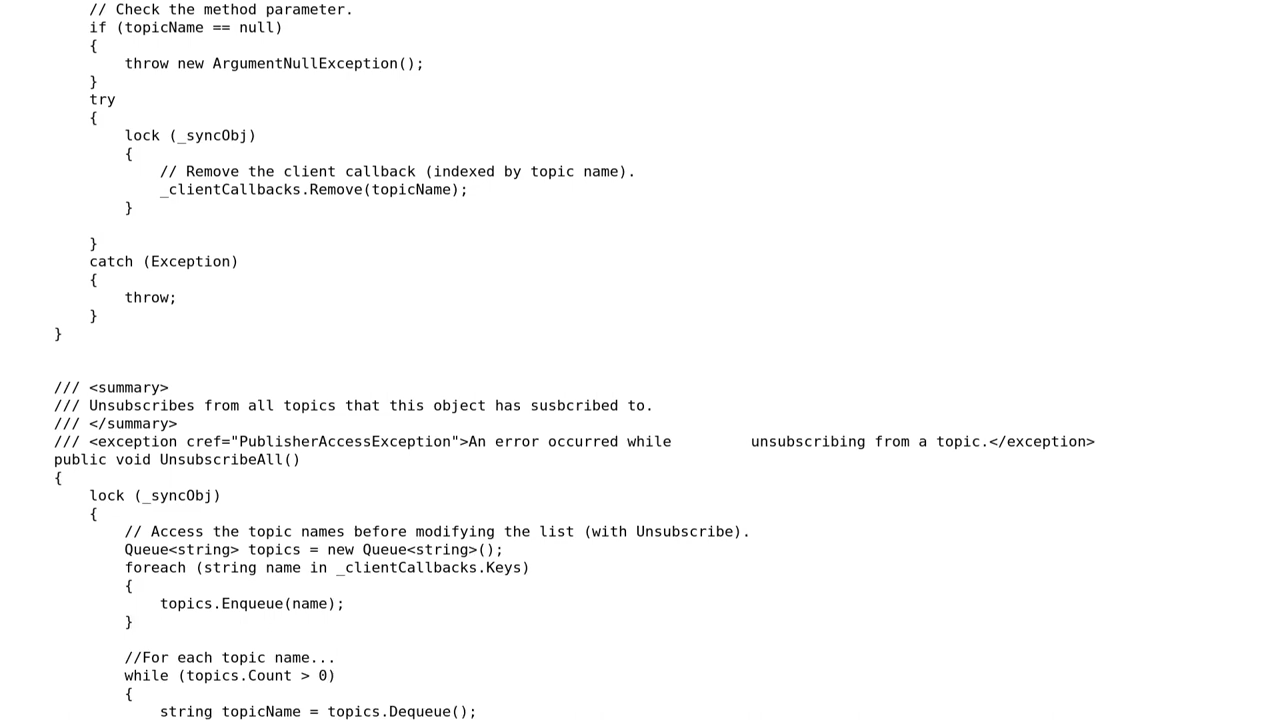 // Check the method parameter.
if (topicName == null)
{
throw new ArgumentNullException();
}
try
{
lock (_syncObj)
{
// Remove the client callback (indexed by topic name).
_clientCallbacks.Remove(topicName);
}
}
catch (Exception)
{
throw;
}
}
/// <summary>
/// Unsubscribes from all topics that this object has susbcribed to.
/// </summary>
/// <exception cref="PublisherAccessException">An error occurred while unsubscribing from a topic.</exception>
public void UnsubscribeAll()
{
lock (_syncObj)
{
// Access the topic names before modifying the list (with Unsubscribe).
Queue<string> topics = new Queue<string>();
foreach (string name in _clientCallbacks.Keys)
{
topics.Enqueue(name);
}
//For each topic name...
while (topics.Count > 0)
{
string topicName = topics.Dequeue();